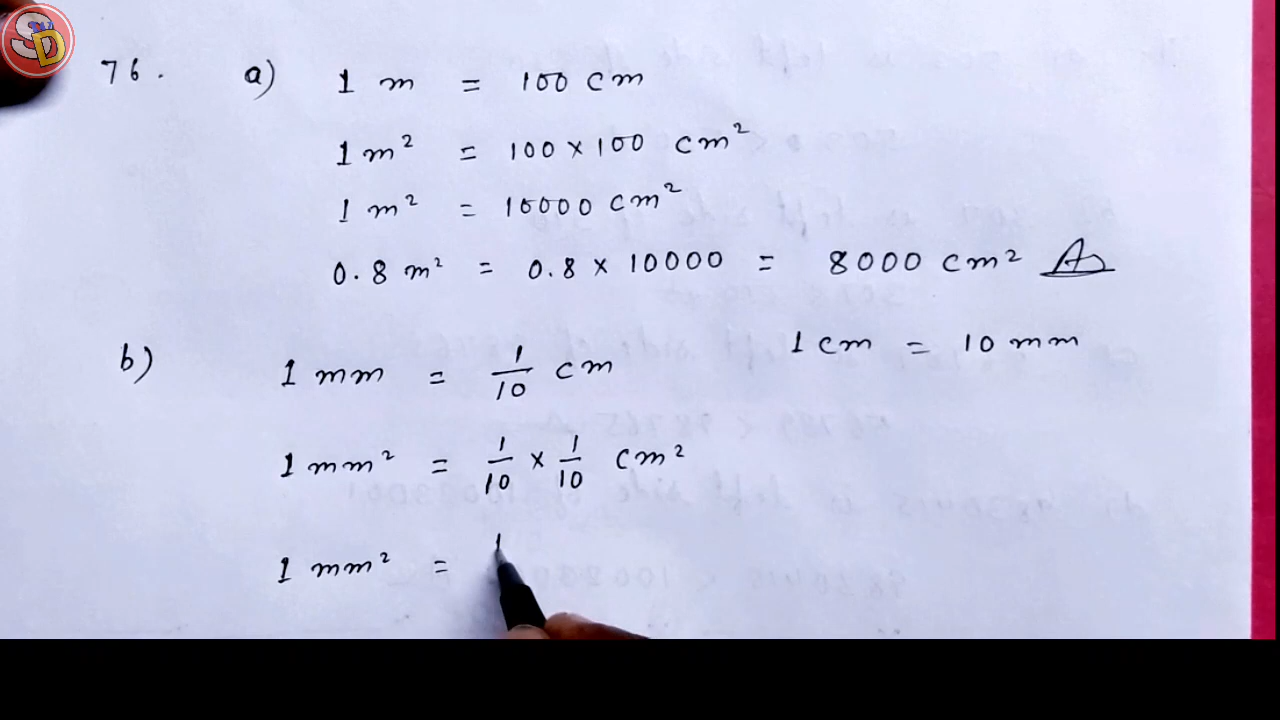 SD
76. a) 1 m = 100 cm
1 m² = 100 × 100 cm²
1 m² = 10000 cm²
0.8 m² = 0.8 × 10000 = 8000 cm²
b) 1 mm = 1/10 cm 1 cm = 10 mm
1 mm² = 1/10 × 1/10 cm²
1 mm² = 1